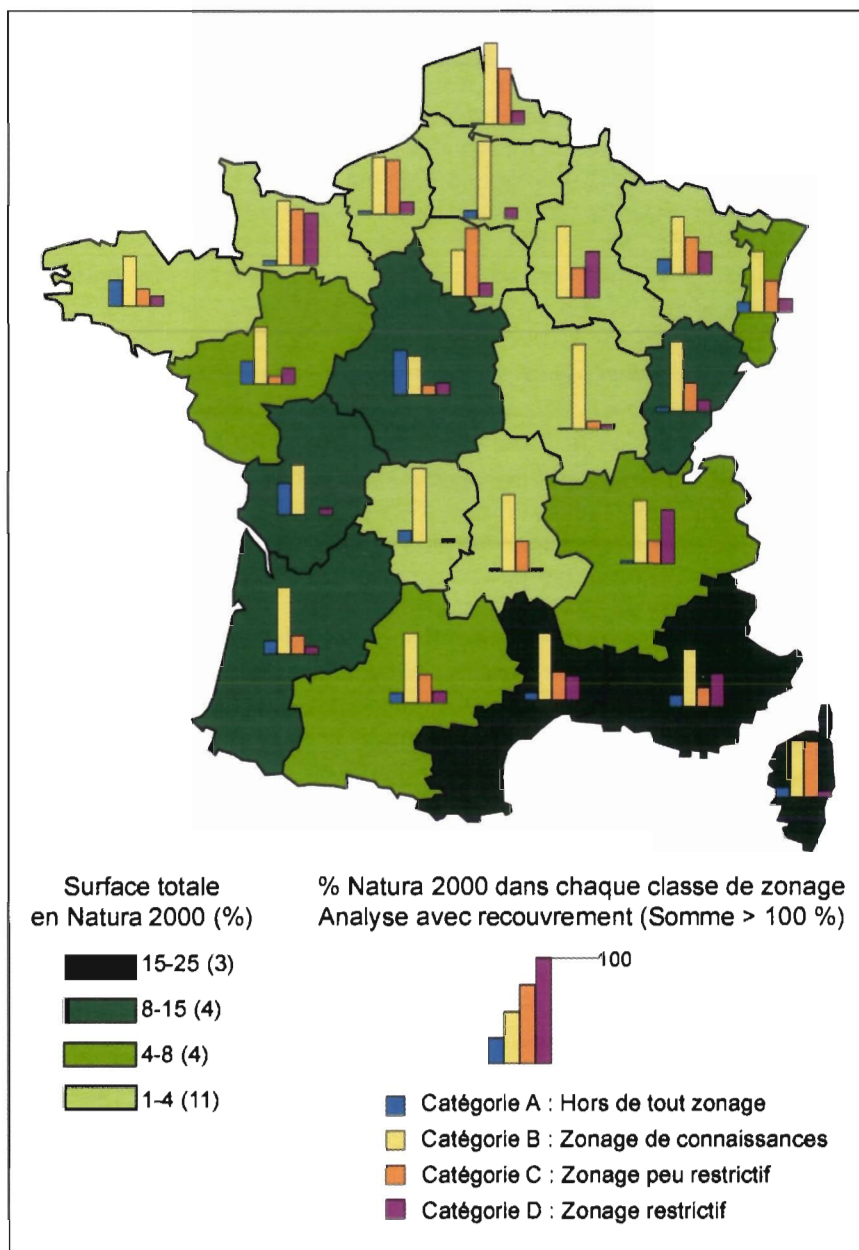 Surface totale
en Natura 2000 (%)
15-25 (3)
8-15 (4)
4-8 (4)
1-4 (11)
% Natura 2000 dans chaque classe de zonage
Analyse avec recouvrement (Somme > 100 %)
100
Catégorie A : Hors de tout zonage
Catégorie B : Zonage de connaissances
Catégorie C : Zonage peu restrictif
Catégorie D : Zonage restrictif